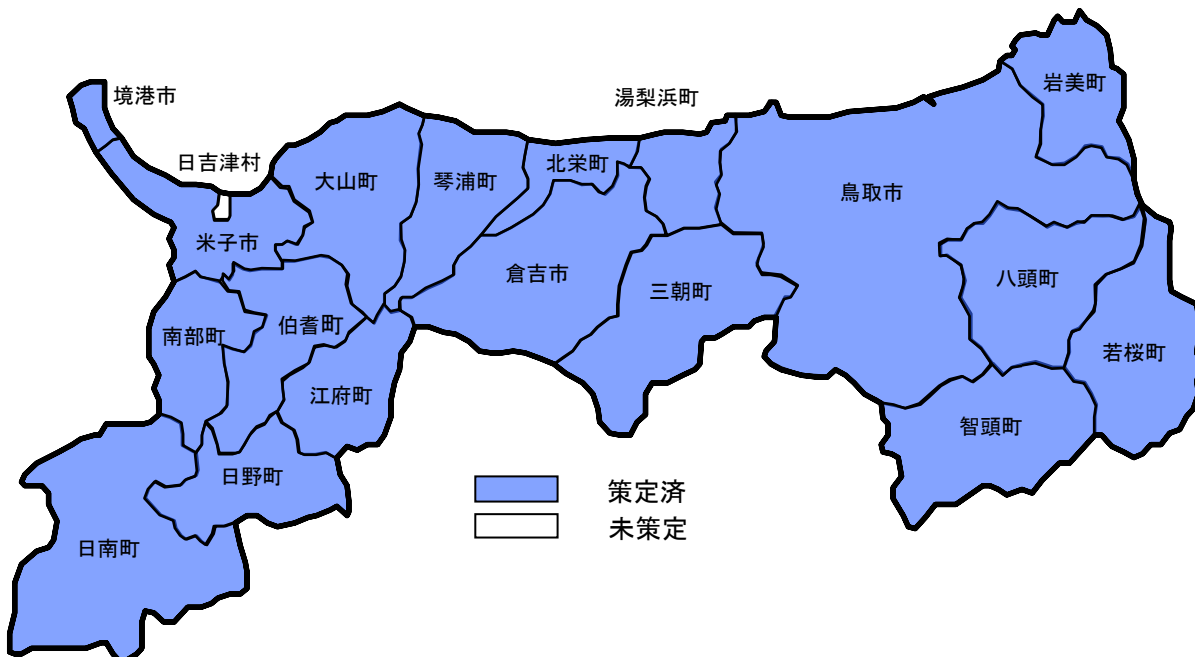 岩美町
境港市
湯梨浜町
日吉津村
北栄町
大山町
琴浦町
鳥取市
米子市
倉吉市
八頭町
三朝町
伯耆町
南部町
若桜町
江府町
智頭町
日野町
策定済
未策定
日南町